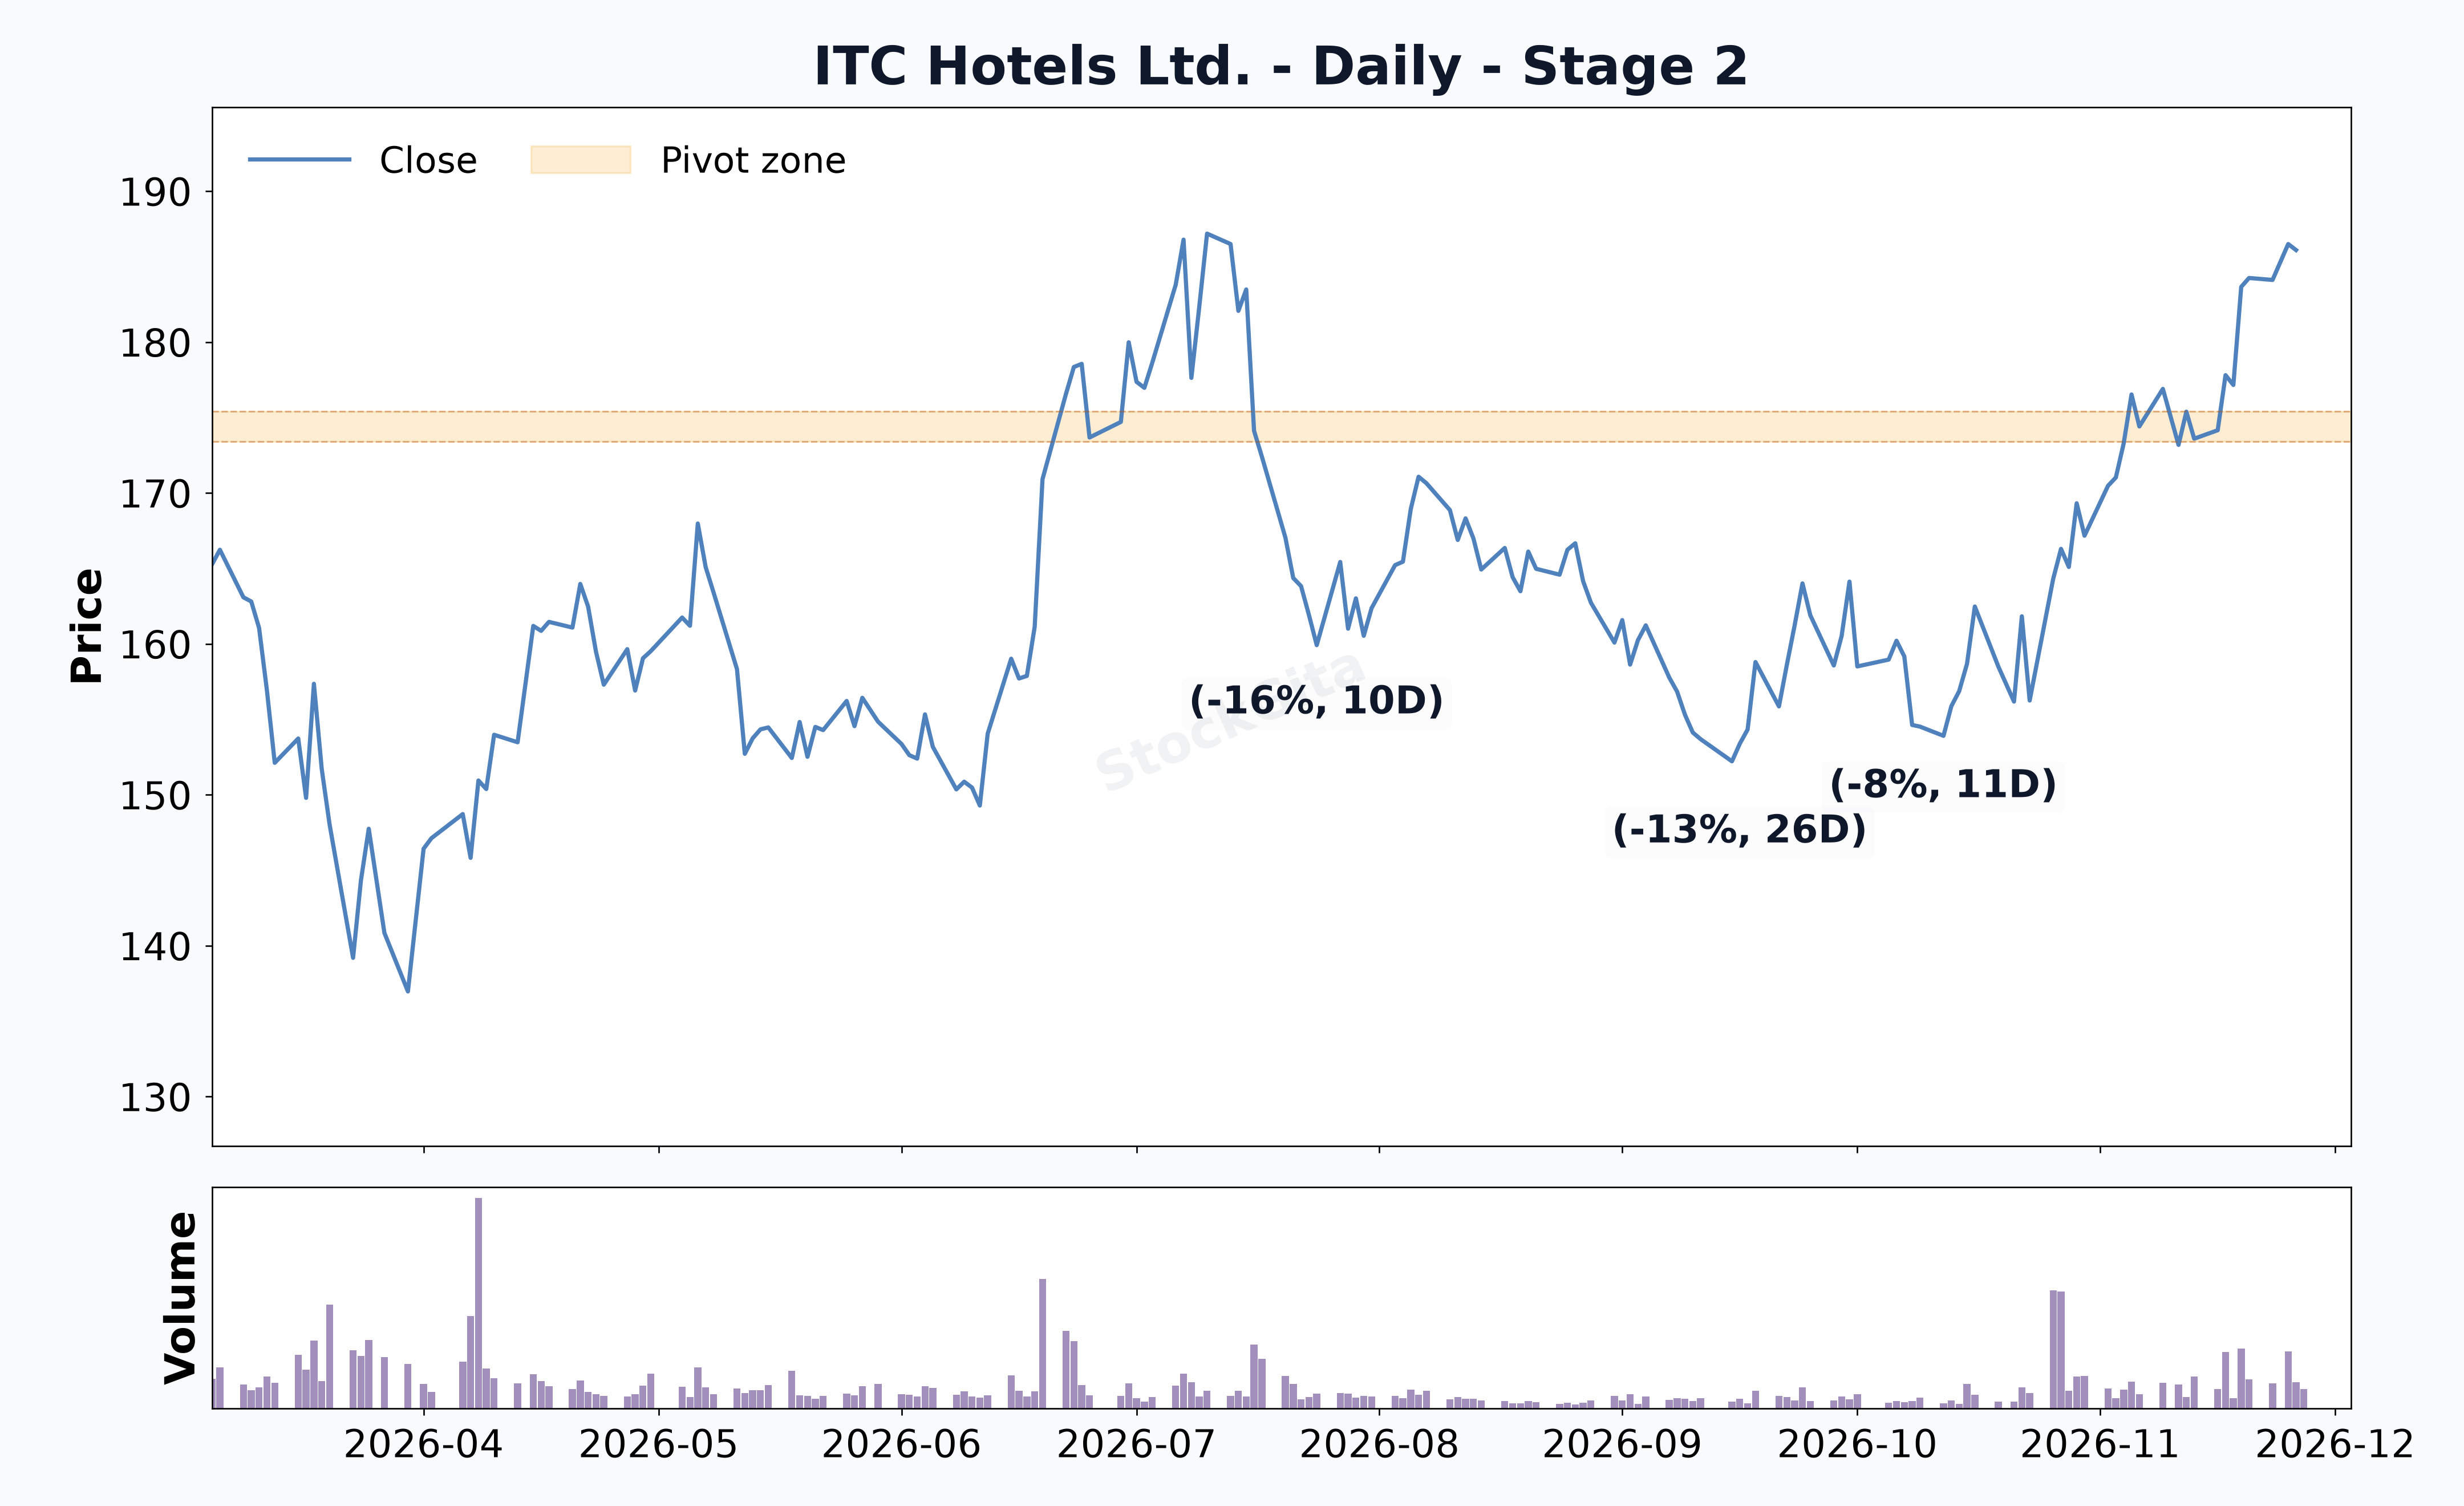 ITC Hotels Ltd. - Daily - Stage 2
Close
Pivot zone
Price
190
180
170
160
150
140
130
StockGita
(-16%, 10D)
(-8%, 11D)
(-13%, 26D)
Volume
2026-04
2026-05
2026-06
2026-07
2026-08
2026-09
2026-10
2026-11
2026-12